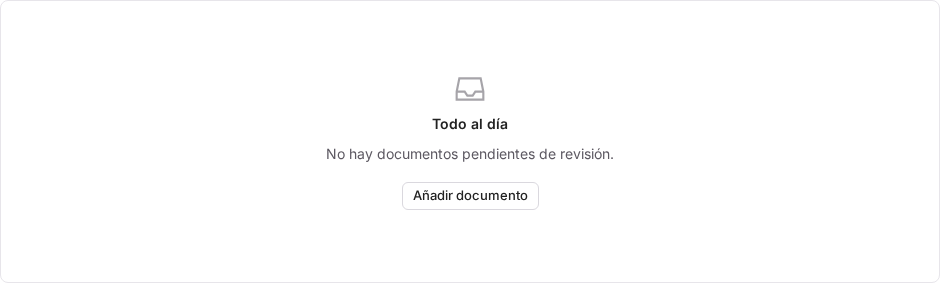 Todo al día
No hay documentos pendientes de revisión.
Añadir documento